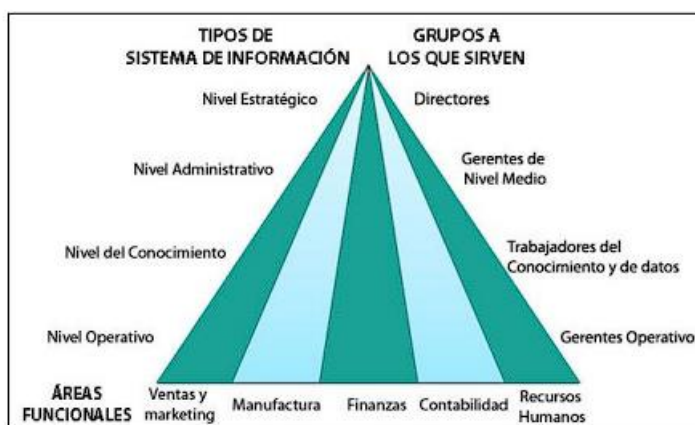 TIPOS DE
SISTEMA DE INFORMACIÓN
GRUPOS A
LOS QUE SIRVEN
Nivel Estratégico
Directores
Nivel Administrativo
Gerentes de
Nivel Medio
Nivel del Conocimiento
Trabajadores del
Conocimiento y de datos
Nivel Operativo
Gerentes Operativo
ÁREAS
FUNCIONALES
Ventas y
marketing
Manufactura
Finanzas
Contabilidad
Recursos
Humanos